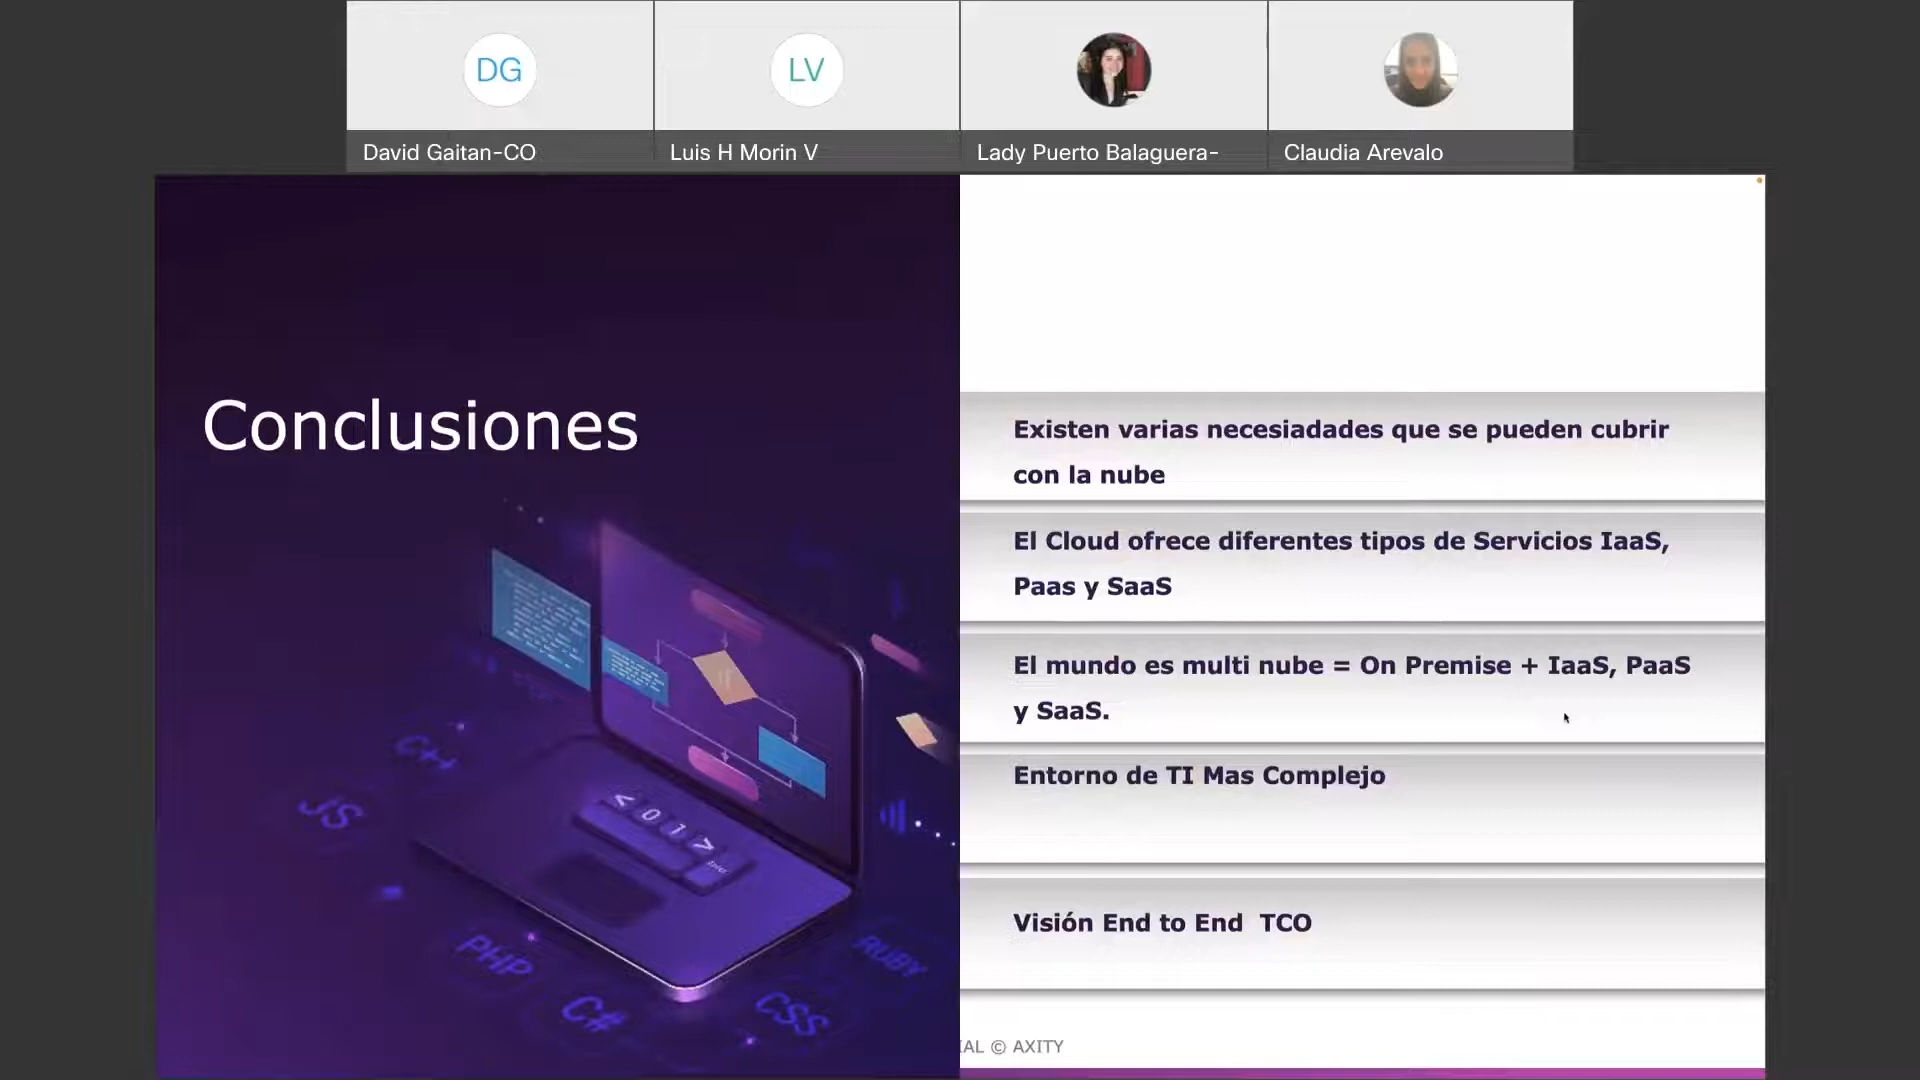 DG
LV
David Gaitan-CO
Luis H Morin V
Lady Puerto Balaguera-
Claudia Arevalo
Conclusiones
Existen varias necesiadades que se pueden cubrir
con la nube
El Cloud ofrece diferentes tipos de Servicios IaaS,
Paas y SaaS
El mundo es multi nube = On Premise + IaaS, PaaS
y SaaS.
Entorno de TI Mas Complejo
Visión End to End TCO
C++
JS
< 0 1 >
PHP
C#
CSS
RUBY
IAL © AXITY